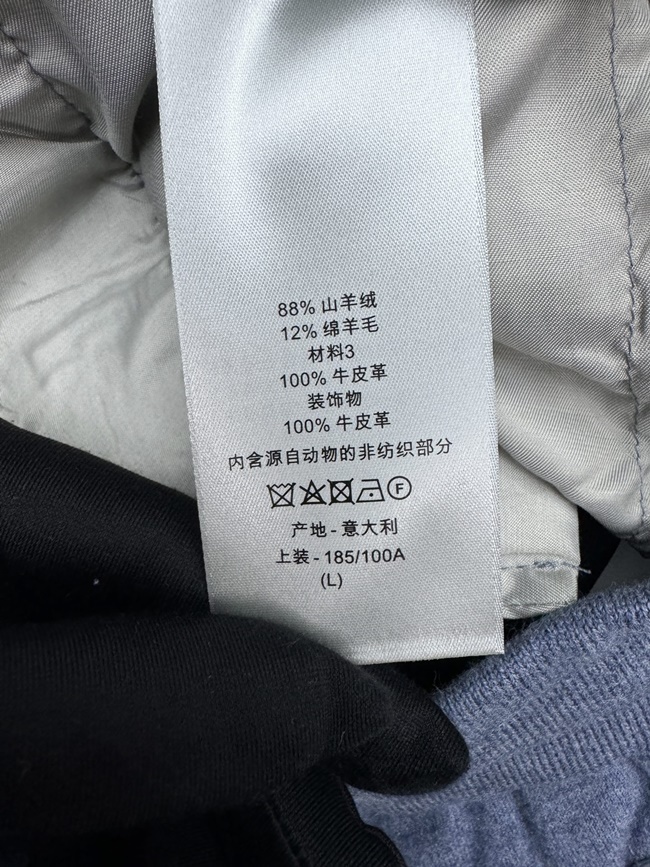 88% 山羊绒
12% 绵羊毛
材料3
100% 牛皮革
装饰物
100% 牛皮革
内含源自动物的非纺织部分
F
产地-意大利
上装-185/100A
(L)